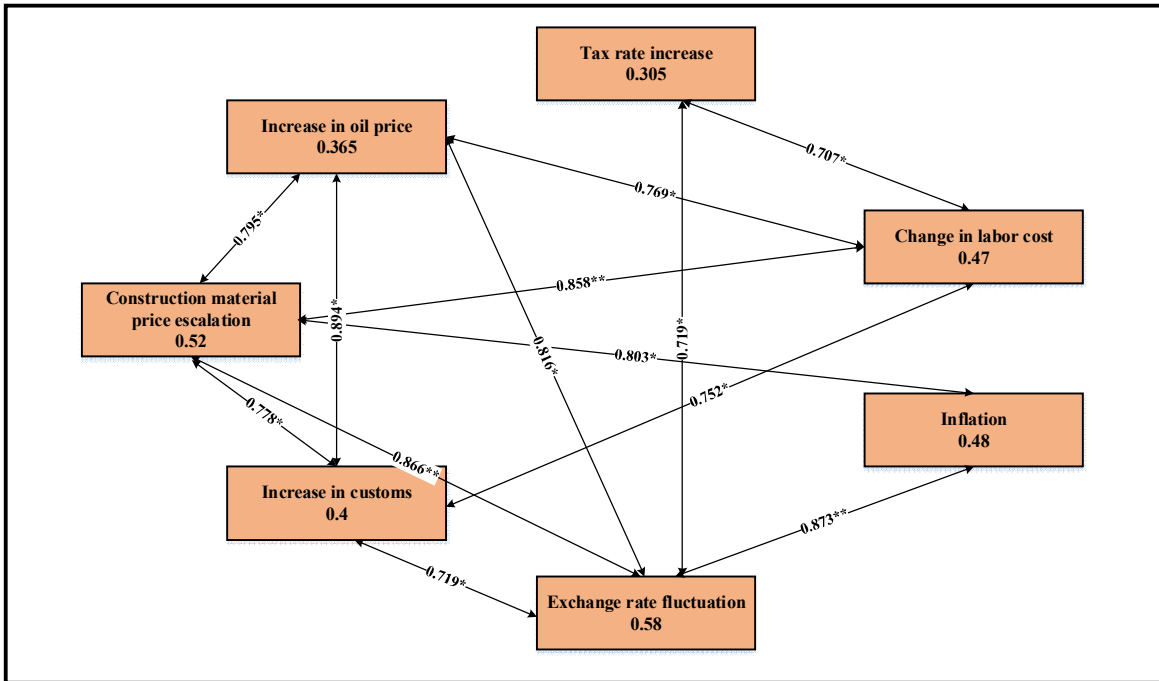 Tax rate increase
0.305
Increase in oil price
0.365
0.707*
0.769*
Change in labor cost
0.47
0.795*
0.858**
Construction material
price escalation
0.52
0.894*
0.719*
0.816*
0.803*
0.752*
0.778*
Inflation
0.48
0.866**
Increase in customs
0.4
0.873**
0.719*
Exchange rate fluctuation
0.58